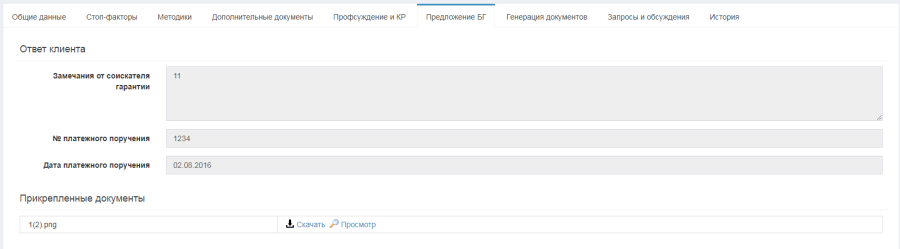 Общие данные Стоп-факторы Методики Дополнительные документы Профсуждение и КР Предложение БГ Генерация документов Запросы и обсуждения История
Ответ клиента
Замечания от соискателя
гарантии
11
№ платежного поручения 1234
Дата платежного поручения 02.08.2016
Прикрепленные документы
1(2).png Скачать Просмотр